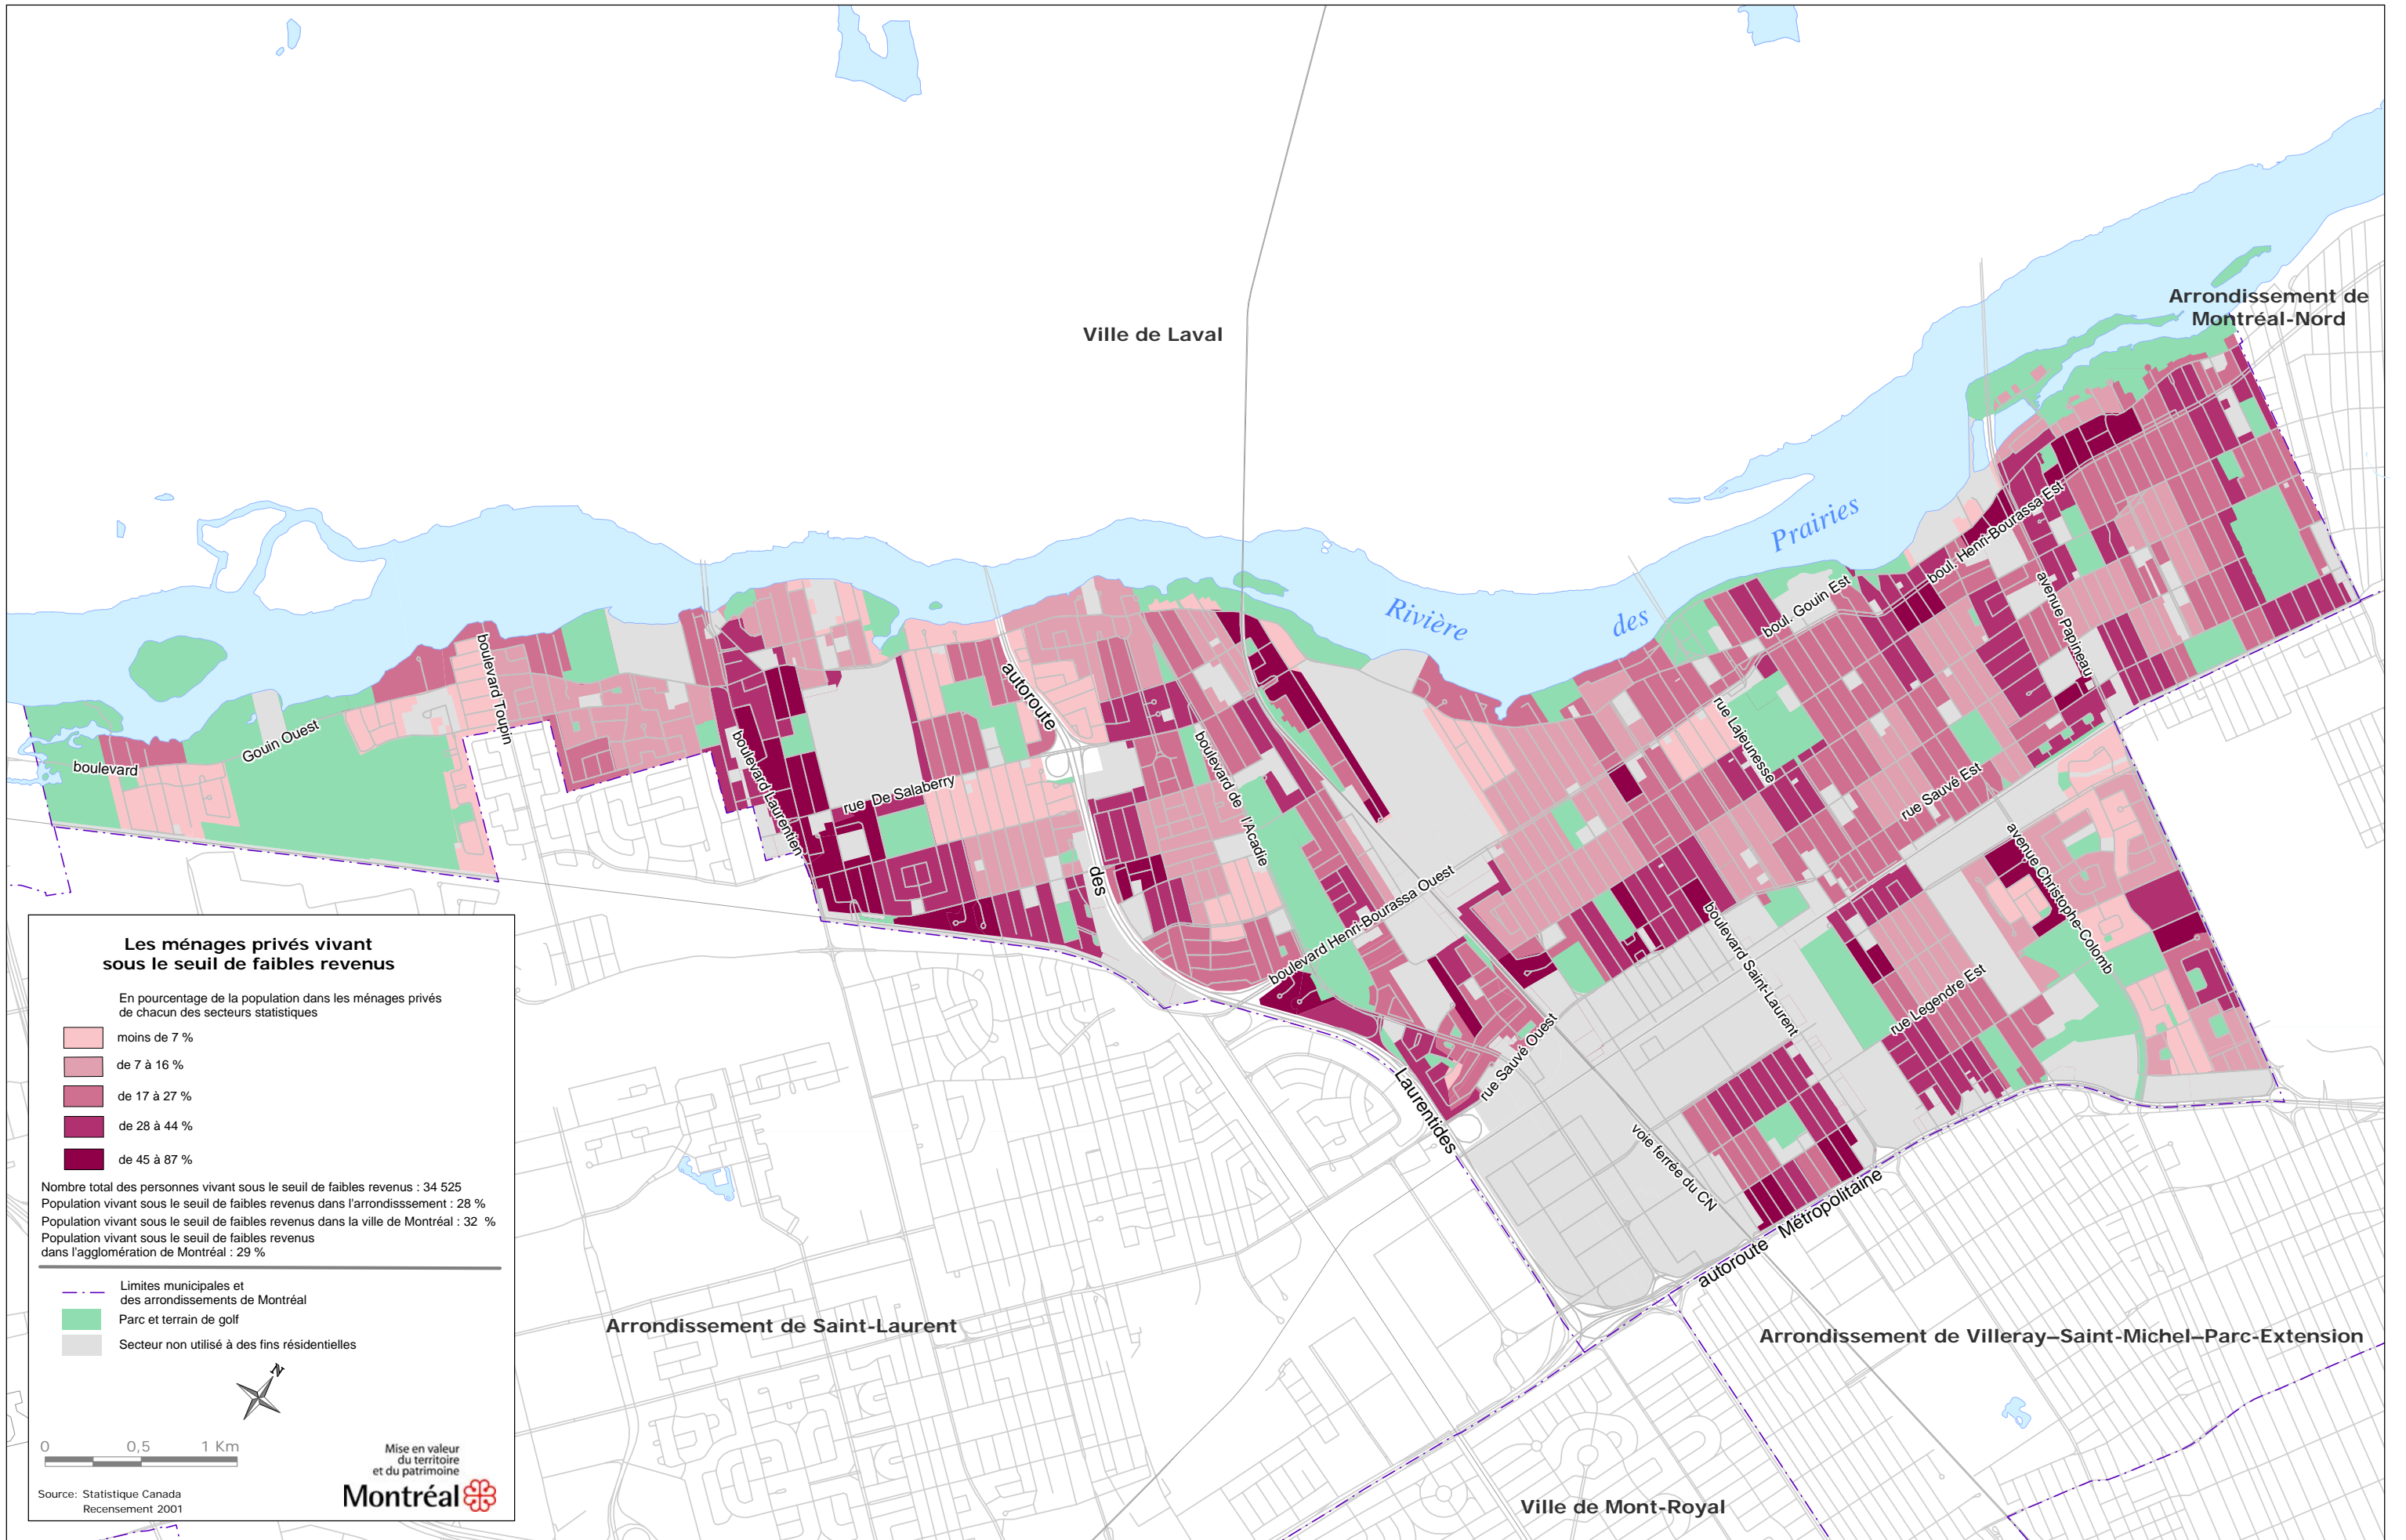 Ville de Laval
Arrondissement de
Montréal-Nord
Rivière
des
Prairies
boulevard
Gouin Ouest
boulevard Toupin
boulevard Laurentien
rue De Salaberry
autoroute
des
Laurentides
boulevard de
l'Acadie
boulevard Henri-Bourassa Ouest
rue Sauvé Ouest
boul. Gouin Est
boul. Henri-Bourassa Est
rue Lajeunesse
avenue Papineau
rue Sauvé Est
avenue Christophe-Colomb
boulevard Saint-Laurent
rue Legendre Est
voie ferrée du CN
autoroute Métropolitaine
Arrondissement de Saint-Laurent
Arrondissement de Villeray–Saint-Michel–Parc-Extension
Ville de Mont-Royal
Les ménages privés vivant
sous le seuil de faibles revenus
En pourcentage de la population dans les ménages privés
de chacun des secteurs statistiques
moins de 7 %
de 7 à 16 %
de 17 à 27 %
de 28 à 44 %
de 45 à 87 %
Nombre total des personnes vivant sous le seuil de faibles revenus : 34 525
Population vivant sous le seuil de faibles revenus dans l'arrondisssement : 28 %
Population vivant sous le seuil de faibles revenus dans la ville de Montréal : 32 %
Population vivant sous le seuil de faibles revenus
dans l'agglomération de Montréal : 29 %
Limites municipales et
des arrondissements de Montréal
Parc et terrain de golf
Secteur non utilisé à des fins résidentielles
N
0 0,5 1 Km
Mise en valeur
du territoire
et du patrimoine
Montréal
Source: Statistique Canada
Recensement 2001